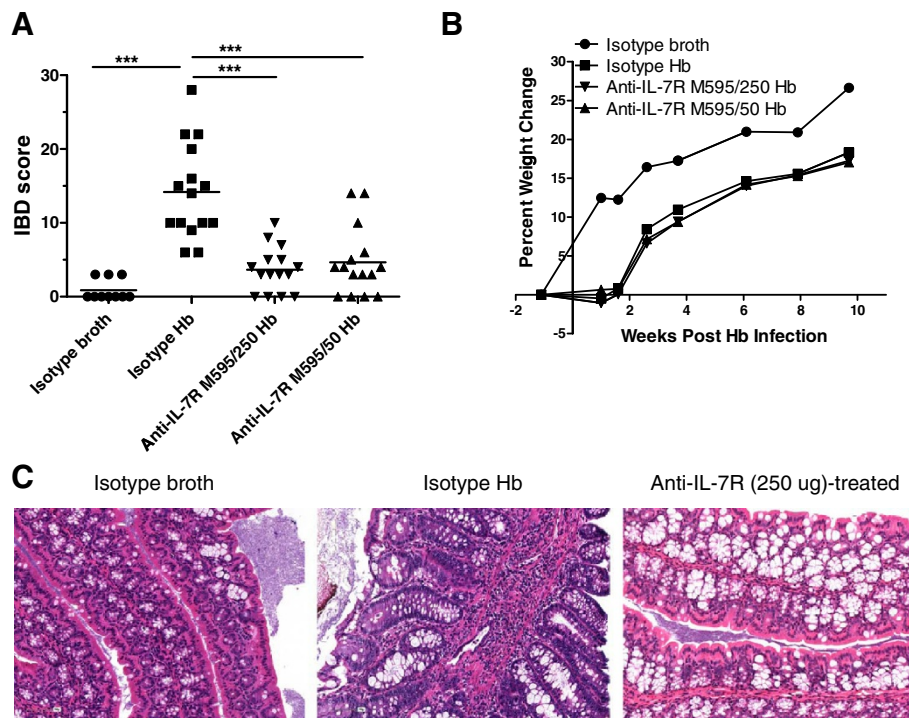 A
***
***
***
30
20
10
0
IBD score
Isotype broth
Isotype Hb
Anti-IL-7R M595/250 Hb
Anti-IL-7R M595/50 Hb
B
Isotype broth
Isotype Hb
Anti-IL-7R M595/250 Hb
Anti-IL-7R M595/50 Hb
Percent Weight Change
30
25
20
15
10
5
-5
-2
2
4
6
8
10
Weeks Post Hb Infection
C
Isotype broth
Isotype Hb
Anti-IL-7R (250 ug)-treated